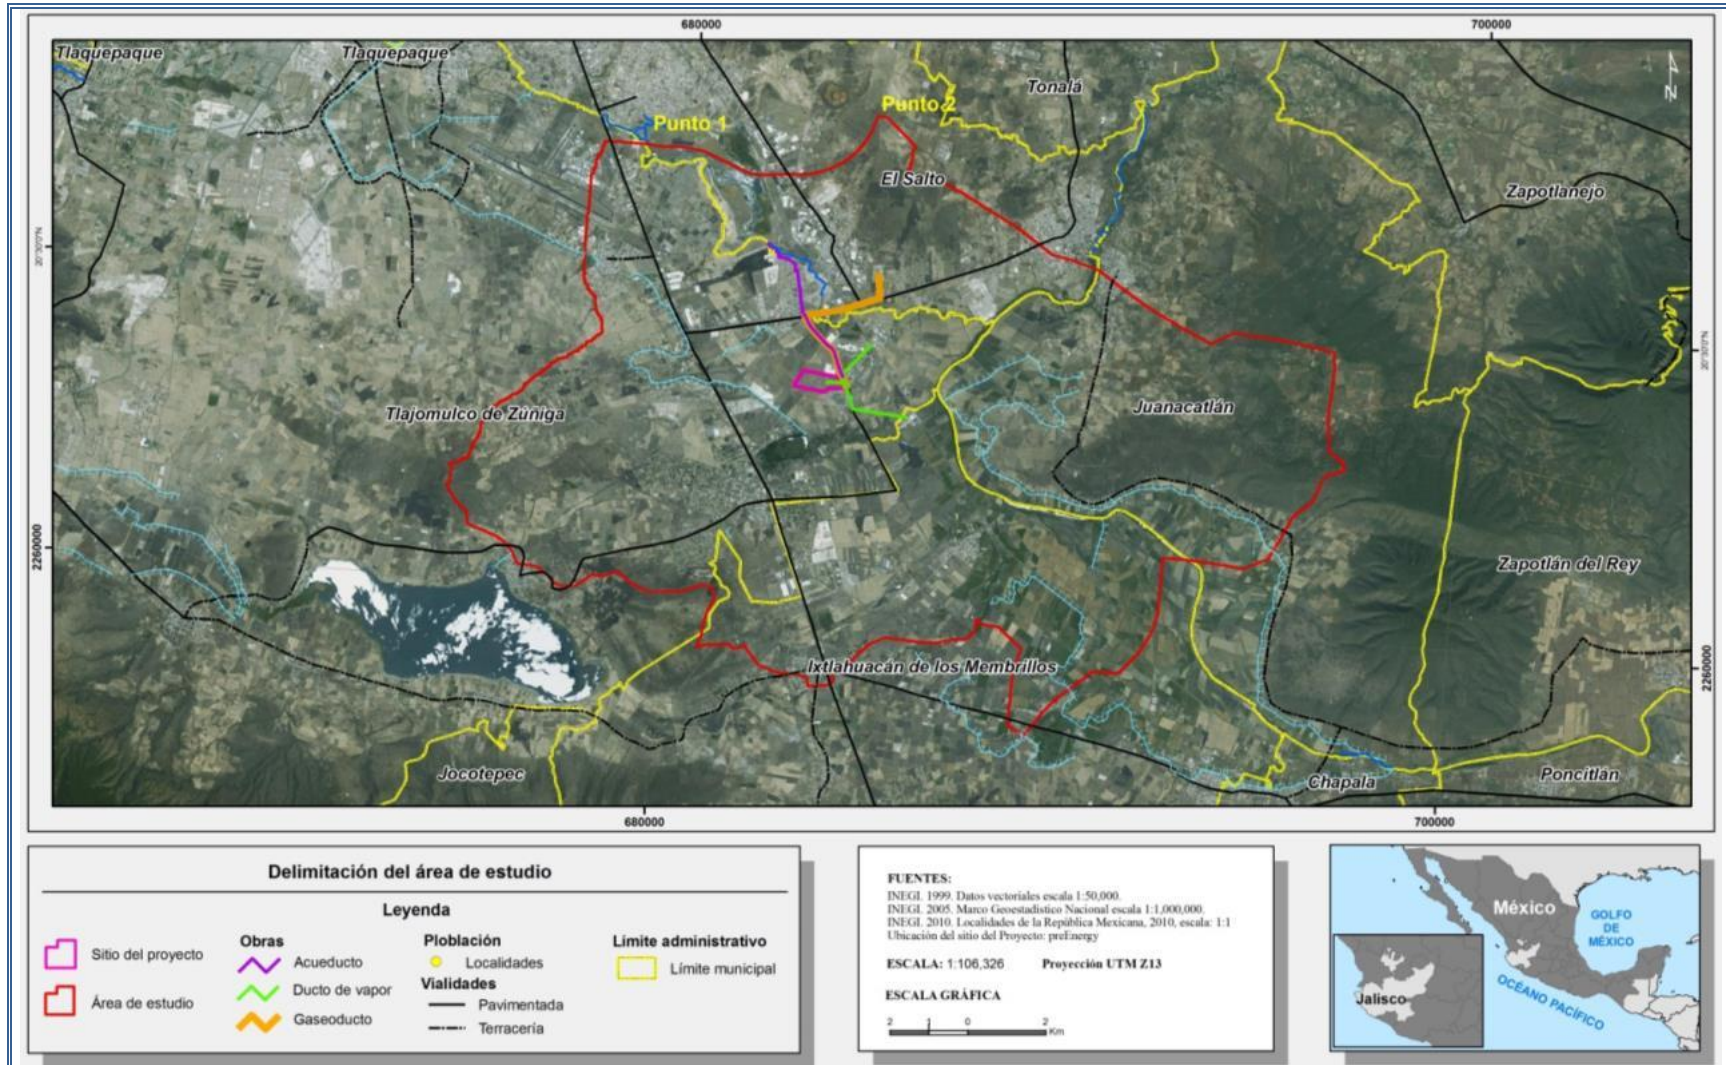 680000
700000
Tlaquepaque
Tlaquepaque
Tonalá
Punto 2
Punto 1
El Salto
Zapotlanejo
20°30'0"N
20°30'0"N
Tlajomulco de Zúñiga
Juanacatlán
2260000
Zapotlán del Rey
Ixtlahuacán de los Membrillos
2260000
Jocotepec
Chapala
Poncitlán
680000
700000
Delimitación del área de estudio
Leyenda
Sitio del proyecto
Área de estudio
Obras
Acueducto
Ducto de vapor
Gaseoducto
Ploblación
Localidades
Vialidades
Pavimentada
Terracería
Límite administrativo
Límite municipal
FUENTES:
INEGI. 1999. Datos vectoriales escala 1:50,000.
INEGI. 2005. Marco Geoestadístico Nacional escala 1:1,000,000.
INEGI. 2010. Localidades de la República Mexicana, 2010, escala: 1:1
Ubicación del sitio del Proyecto: preEnergy
ESCALA: 1:106,326 Proyección UTM Z13
ESCALA GRÁFICA
2 1 0 2
Km
México
GOLFO
DE
MÉXICO
OCÉANO PACÍFICO
Jalisco
N